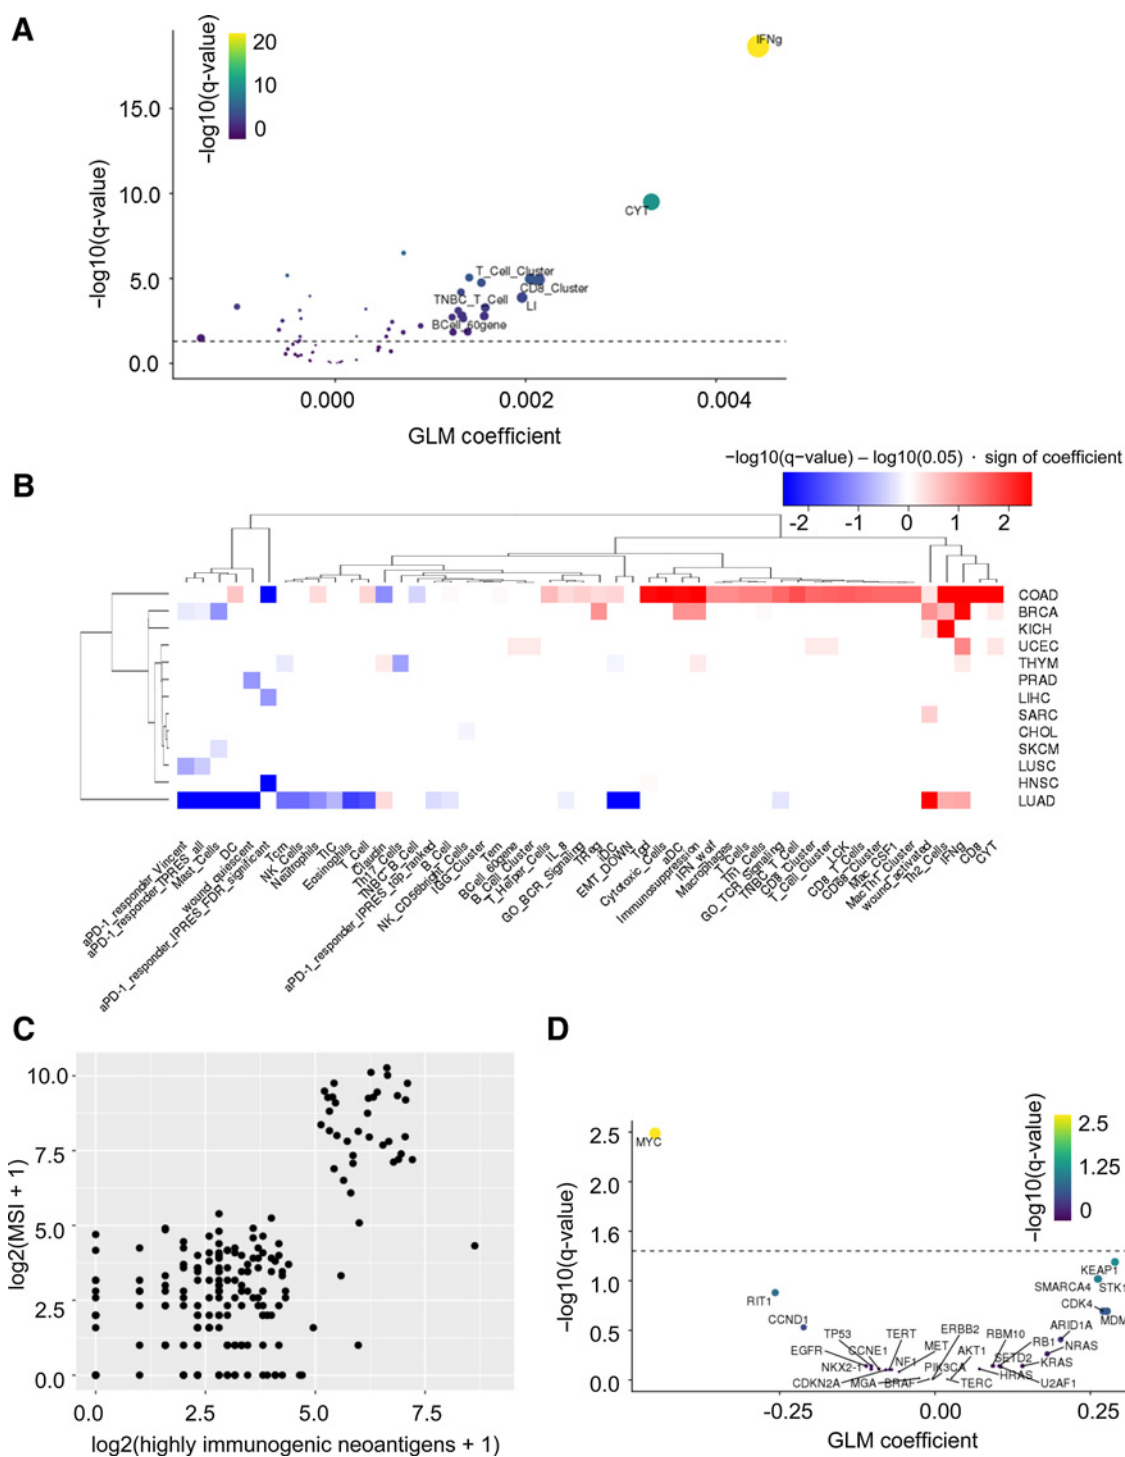 A
−log10(q−value)
20
10
0
IFNg
CYT
T_Cell_Cluster
CD8_Cluster
TNBC_T_Cell
LI
BCell_60gene
15.0
10.0
5.0
0.0
−log10(q−value)
0.000
0.002
0.004
GLM coefficient
−log10(q−value) − log10(0.05) · sign of coefficient
-2
-1
0
1
2
B
COAD
BRCA
KICH
UCEC
THYM
PRAD
LIHC
SARC
CHOL
SKCM
LUSC
HNSC
LUAD
aPD-1_responder_Vincent
aPD-1_responder_IPRES_all
Mast_Cells
DC
wound_quiescent
aPD-1_responder_IPRES_FDR_significant
Tcm
NK_Cells
Neutrophils
TIC
Eosinophils
T_Cell
Claudin
Th17_Cells
TNBC_B_Cell
aPD-1_responder_IPRES_top_ranked
B_Cell
NK_CD56bright_Cells
IGG_Cluster
Tem
BCell_60gene
B_Cell_Cluster
T_Helper_Cells
IL_8
GO_BCR_Signaling
TReg
iDC
EMT_DOWN
Tgd
Cytotoxic_Cells
aDC
Immunosuppression
Macrophages
T_Cells
Th1_Cells
GO_TCR_Signaling
TNBC_T_Cell
CD8_Cluster
T_Cell_Cluster
LCK
CD8_T_Cells
CD68_Cluster
Mac_CSF1
Mac Th1_Cluster
wound_activated
Th2_Cells
IFNg
CD8
CYT
C
log2(MSI + 1)
10.0
7.5
5.0
2.5
0.0
0.0
2.5
5.0
7.5
log2(highly immunogenic neoantigens + 1)
D
−log10(q−value)
2.5
1.25
0
−log10(q−value)
2.5
2.0
1.6
1.0
0.5
0.0
MYC
KEAP1
SMARCA4
STK1
RIT1
CDK4
MDM
CCND1
ERBB2
ARID1A
TP53
TERT
RBM10
RB1
NRAS
EGFR
CCNE1
MET
AKT1
SETD2
KRAS
NKX2-1
NF1
PIK3CA
HRAS
CDKN2A
MGA
BRAF
TERC
U2AF1
-0.25
0.00
0.25
GLM coefficient